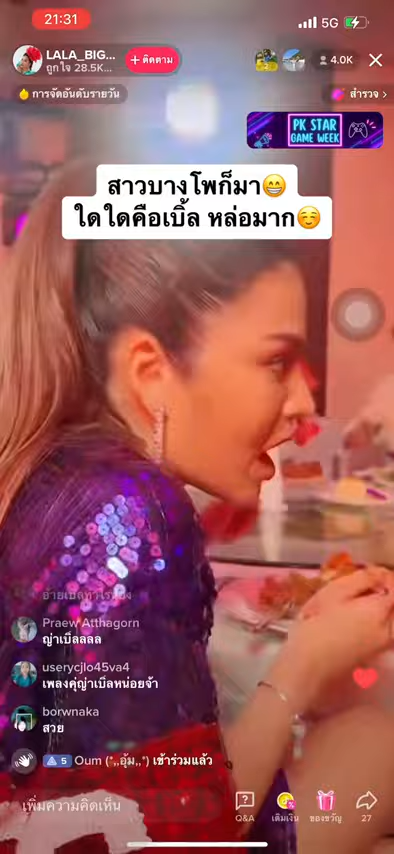 21:31
5G
LALA_BIG...
ถูกใจ 28.5K...
+ ติดตาม
4.0K
การจัดอันดับรายวัน
สำรวจ >
PK STAR
GAME WEEK
สาวบางโพก็มา😁
ใดใดคือเบิ้ล หล่อมาก☺️
Praew Atthagorn
ญ่าเบิ็ลลลล
userycjlo45va4
เพลงคุ่ญ่าเบิ็ลหน่อยจ้า
borwnaka
สวย
5 Oum (*,,อุ้ม,,*) เข้าร่วมแล้ว
เพิ่มความคิดเห็น
Q&A
เติมเงิน
ของขวัญ
27